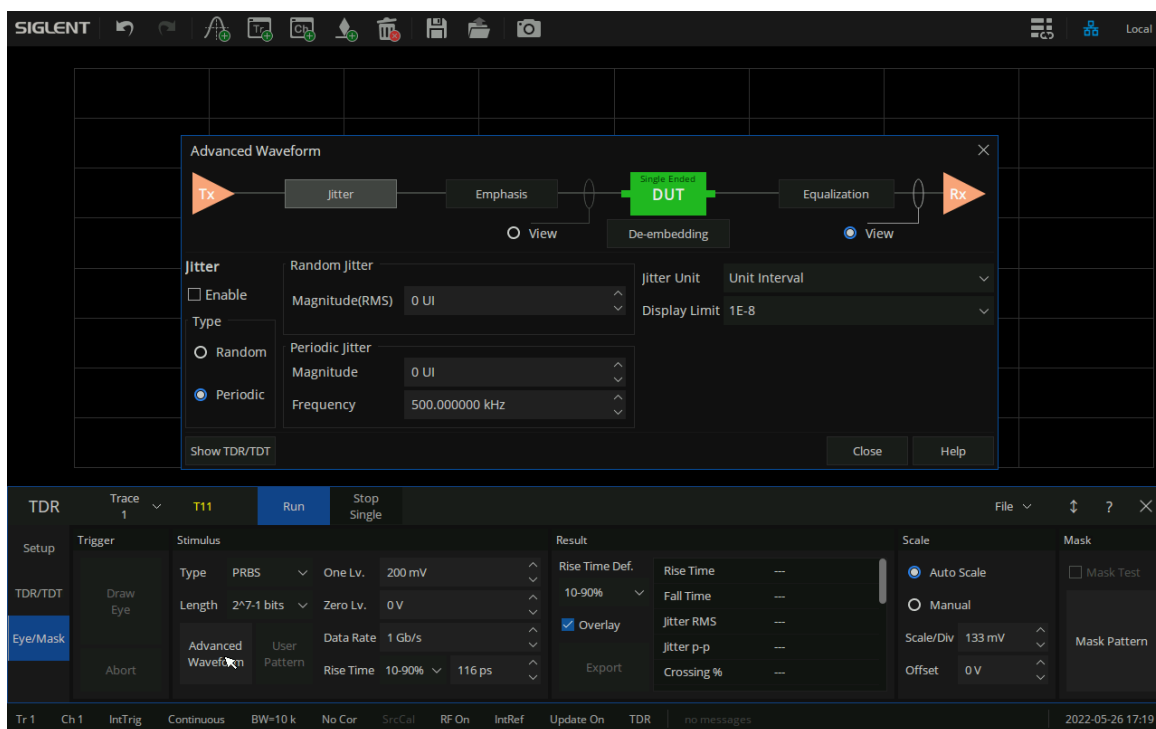 SIGLENT
Tr
Ch
Local
Advanced Waveform
Tx
Jitter
Emphasis
Single Ended
DUT
Equalization
Rx
View
De-embedding
View
Jitter
Enable
Type
Random
Periodic
Random Jitter
Magnitude(RMS) 0 UI
Periodic Jitter
Magnitude 0 UI
Frequency 500.000000 kHz
Jitter Unit Unit Interval
Display Limit 1E-8
Show TDR/TDT
Close
Help
TDR
Trace
1
T11
Run
Stop
Single
File
?
Setup
TDR/TDT
Eye/Mask
Trigger
Draw
Eye
Abort
Stimulus
Type PRBS One Lv. 200 mV
Length 2^7-1 bits Zero Lv. 0 V
Advanced
Waveform
User
Pattern
Data Rate 1 Gb/s
Rise Time 10-90% 116 ps
Result
Rise Time Def.
10-90%
Overlay
Export
Rise Time ---
Fall Time ---
Jitter RMS ---
Jitter p-p ---
Crossing % ---
Scale
Auto Scale
Manual
Scale/Div 133 mV
Offset 0 V
Mask
Mask Test
Mask Pattern
Tr 1 Ch 1 IntTrig Continuous BW=10 k No Cor SrcCal RF On IntRef Update On TDR no messages 2022-05-26 17:19